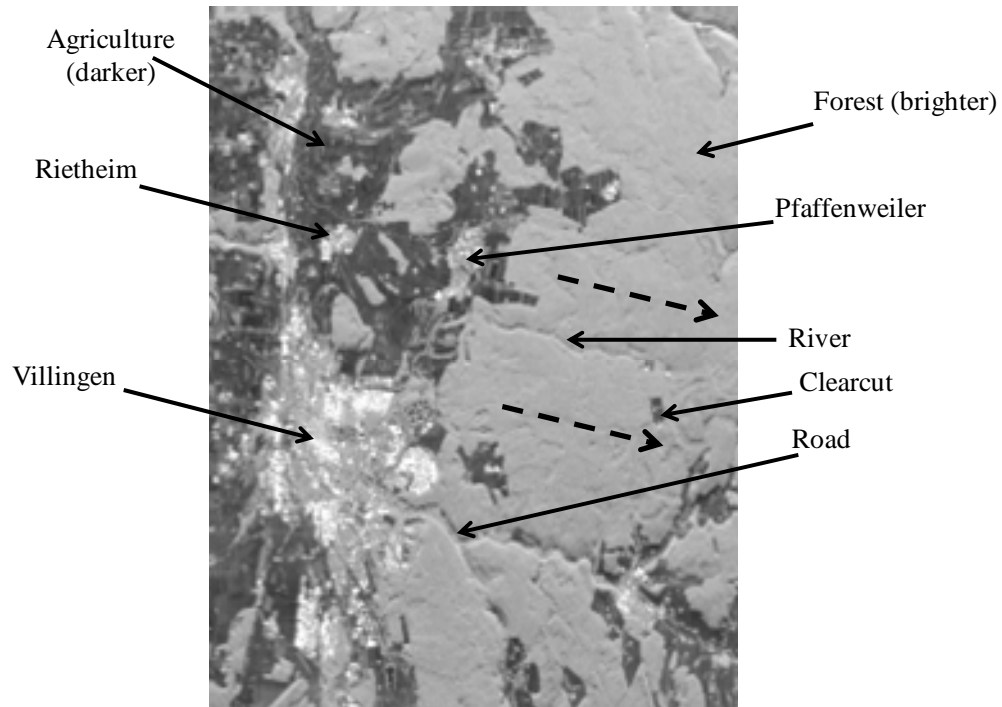 Agriculture
(darker)
Forest (brighter)
Rietheim
Pfaffenweiler
River
Villingen
Clearcut
Road